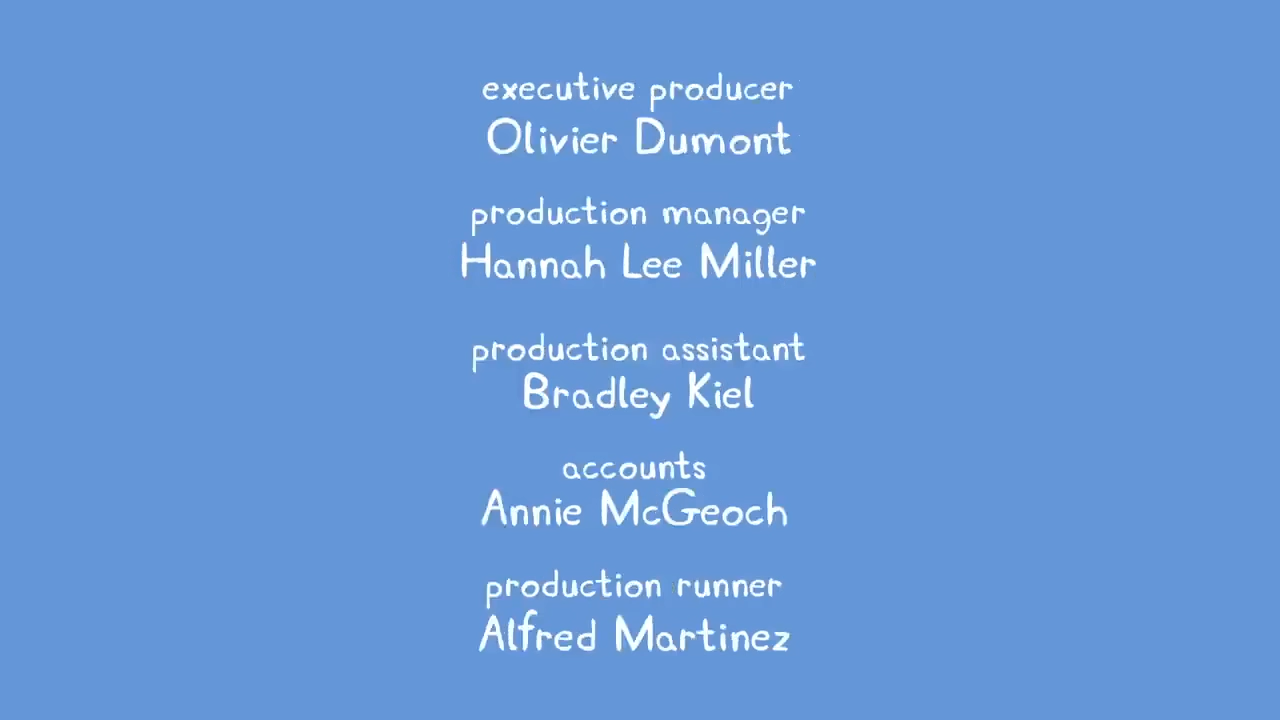 executive producer
Olivier Dumont
production manager
Hannah Lee Miller
production assistant
Bradley Kiel
accounts
Annie McGeoch
production runner
Alfred Martinez